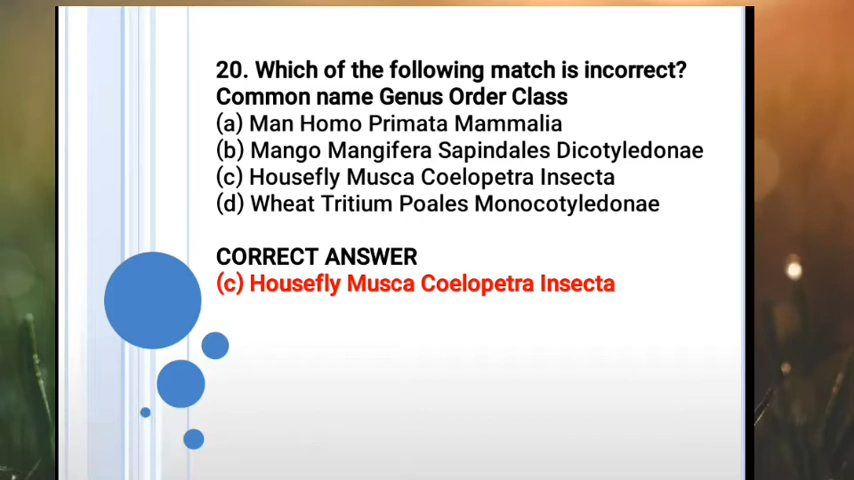 20. Which of the following match is incorrect?
Common name Genus Order Class
(a) Man Homo Primata Mammalia
(b) Mango Mangifera Sapindales Dicotyledonae
(c) Housefly Musca Coelopetra Insecta
(d) Wheat Tritium Poales Monocotyledonae
CORRECT ANSWER
(c) Housefly Musca Coelopetra Insecta